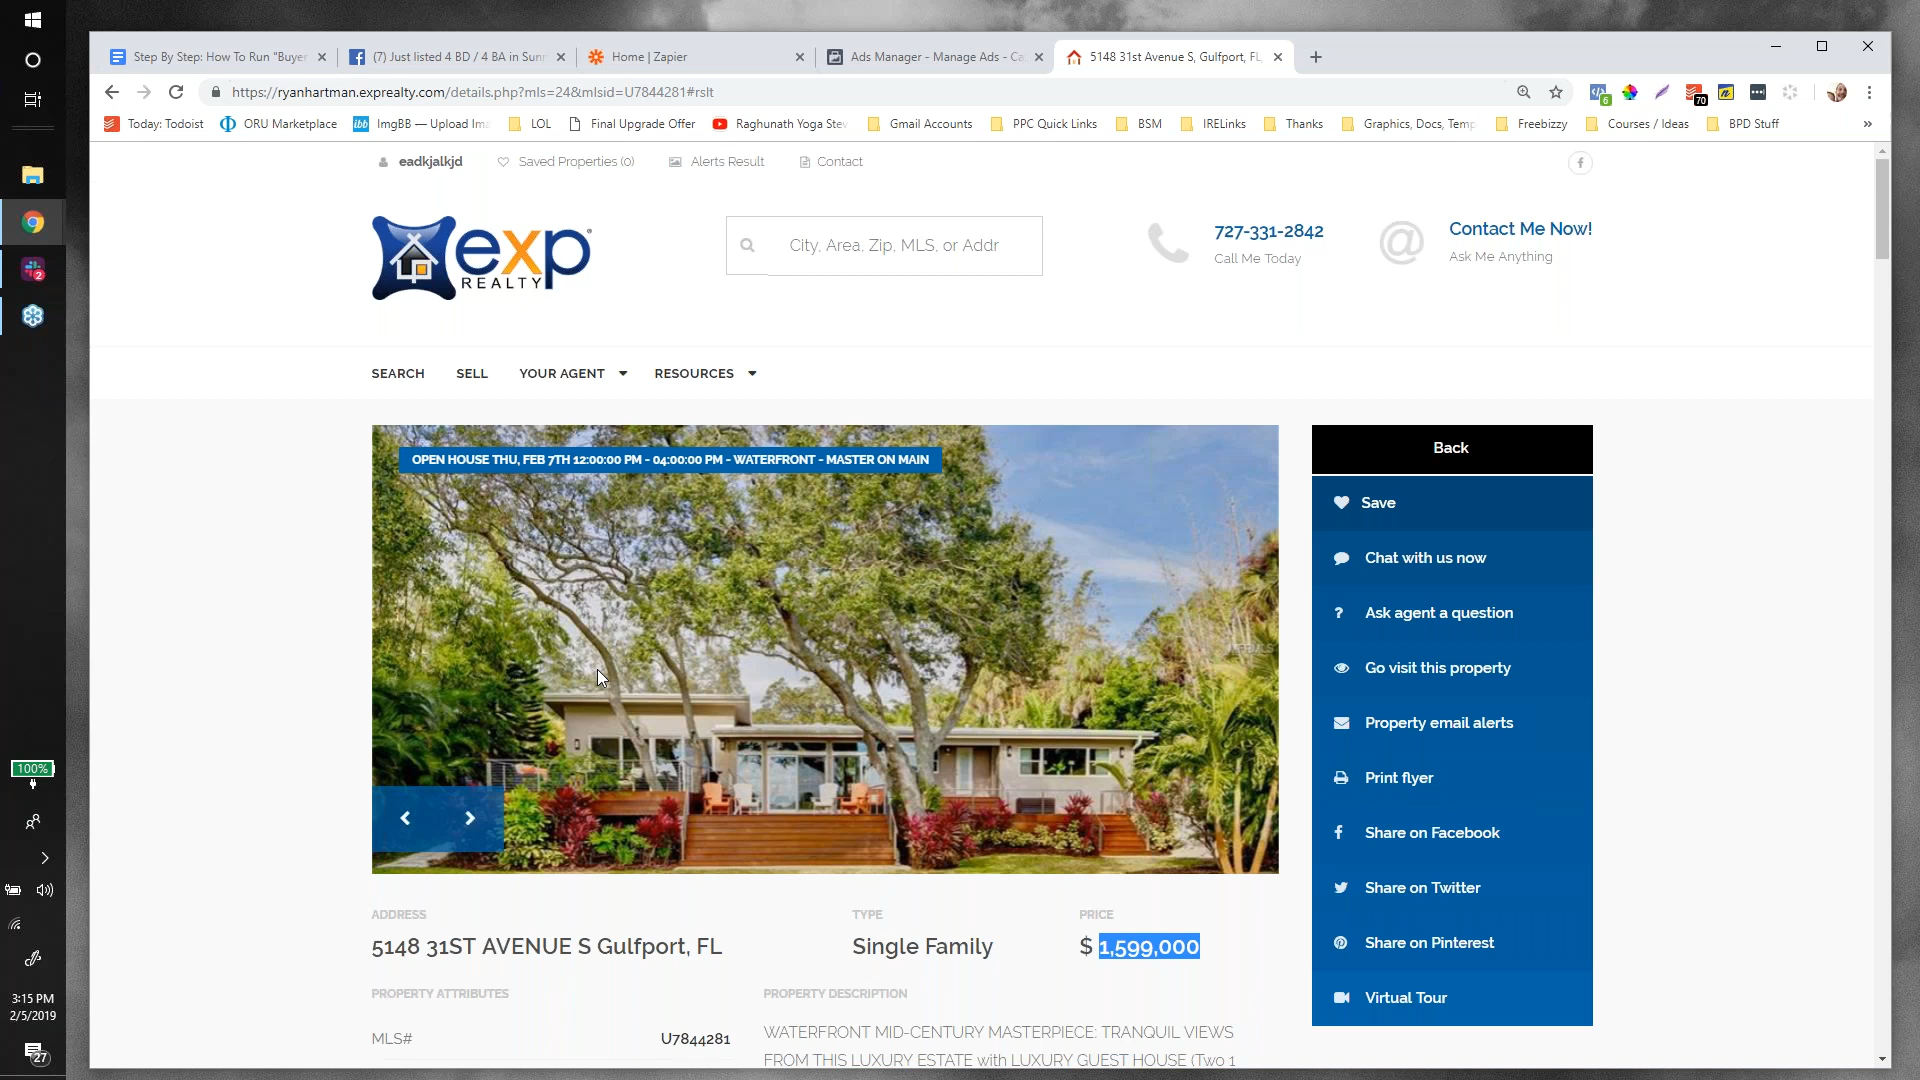 Step By Step: How To Run "Buyer
(7) Just listed 4 BD / 4 BA in Sunn
Home | Zapier
Ads Manager - Manage Ads - Ca
5148 31st Avenue S, Gulfport, FL,
https://ryanhartman.exprealty.com/details.php?mls=24&mlsid=U7844281#rslt
6
70
Today: Todoist
ORU Marketplace
ibb ImgBB — Upload Ima
LOL
Final Upgrade Offer
Raghunath Yoga Stev
Gmail Accounts
PPC Quick Links
BSM
IRELinks
Thanks
Graphics, Docs, Temp
Freebizzy
Courses / Ideas
BPD Stuff
eadkjalkjd
Saved Properties (0)
Alerts Result
Contact
exp
REALTY
City, Area, Zip, MLS, or Addr
727-331-2842
Call Me Today
Contact Me Now!
Ask Me Anything
SEARCH
SELL
YOUR AGENT
RESOURCES
OPEN HOUSE THU, FEB 7TH 12:00:00 PM - 04:00:00 PM - WATERFRONT - MASTER ON MAIN
Back
Save
Chat with us now
Ask agent a question
Go visit this property
Property email alerts
Print flyer
Share on Facebook
Share on Twitter
Share on Pinterest
Virtual Tour
ADDRESS
5148 31ST AVENUE S Gulfport, FL
TYPE
Single Family
PRICE
$ 1,599,000
PROPERTY ATTRIBUTES
MLS#
U7844281
PROPERTY DESCRIPTION
WATERFRONT MID-CENTURY MASTERPIECE: TRANQUIL VIEWS
FROM THIS LUXURY ESTATE with LUXURY GUEST HOUSE (Two 1
2
100%
3:15 PM
2/5/2019
27